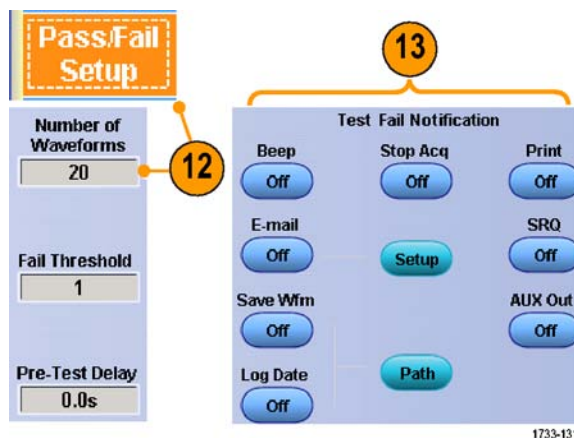 Pass/Fail
Setup
12
Number of
Waveforms
20
Fail Threshold
1
Pre-Test Delay
0.0s
13
Test Fail Notification
Beep
Stop Acq
Print
Off
Off
Off
E-mail
SRQ
Off
Setup
Off
Save Wfm
AUX Out
Off
Off
Log Date
Path
Off